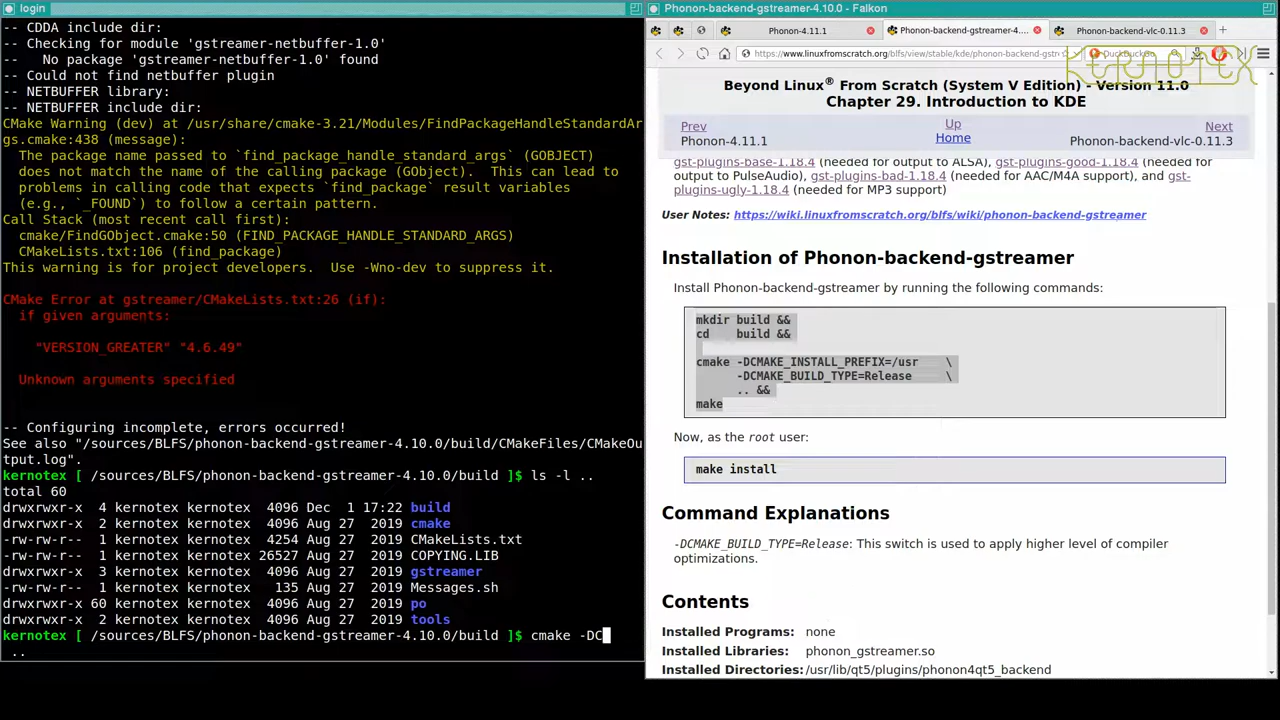 login
-- CDDA include dir:
-- Checking for module 'gstreamer-netbuffer-1.0'
--   No package 'gstreamer-netbuffer-1.0' found
-- Could not find netbuffer plugin
-- NETBUFFER library:
-- NETBUFFER include dir:
CMake Warning (dev) at /usr/share/cmake-3.21/Modules/FindPackageHandleStandardAr
gs.cmake:438 (message):
  The package name passed to `find_package_handle_standard_args` (GOBJECT)
  does not match the name of the calling package (GObject).  This can lead to
  problems in calling code that expects `find_package` result variables
  (e.g., `_FOUND`) to follow a certain pattern.
Call Stack (most recent call first):
  cmake/FindGObject.cmake:50 (FIND_PACKAGE_HANDLE_STANDARD_ARGS)
  CMakeLists.txt:106 (find_package)
This warning is for project developers.  Use -Wno-dev to suppress it.
CMake Error at gstreamer/CMakeLists.txt:26 (if):
  if given arguments:
    "VERSION_GREATER" "4.6.49"
  Unknown arguments specified
-- Configuring incomplete, errors occurred!
See also "/sources/BLFS/phonon-backend-gstreamer-4.10.0/build/CMakeFiles/CMakeOu
tput.log".
kernotex [ /sources/BLFS/phonon-backend-gstreamer-4.10.0/build ]$ ls -l ..
total 60
drwxrwxr-x  4 kernotex kernotex  4096 Dec  1 17:22 build
drwxrwxr-x  2 kernotex kernotex  4096 Aug 27  2019 cmake
-rw-rw-r--  1 kernotex kernotex  4254 Aug 27  2019 CMakeLists.txt
-rw-rw-r--  1 kernotex kernotex 26527 Aug 27  2019 COPYING.LIB
drwxrwxr-x  3 kernotex kernotex  4096 Aug 27  2019 gstreamer
-rw-rw-r--  1 kernotex kernotex   135 Aug 27  2019 Messages.sh
drwxrwxr-x 60 kernotex kernotex  4096 Aug 27  2019 po
drwxrwxr-x  2 kernotex kernotex  4096 Aug 27  2019 tools
kernotex [ /sources/BLFS/phonon-backend-gstreamer-4.10.0/build ]$ cmake -DC
 ..
Phonon-backend-gstreamer-4.10.0 - Falkon
Phonon-4.11.1
Phonon-backend-gstreamer-4....
Phonon-backend-vlc-0.11.3
https://www.linuxfromscratch.org/blfs/view/stable/kde/phonon-backend-gstr
DuckDuckGo
KERNOTEX
Beyond Linux® From Scratch (System V Edition) - Version 11.0
Chapter 29. Introduction to KDE
Prev Up Next
Phonon-4.11.1 Home Phonon-backend-vlc-0.11.3
gst-plugins-base-1.18.4 (needed for output to ALSA), gst-plugins-good-1.18.4 (needed for
output to PulseAudio), gst-plugins-bad-1.18.4 (needed for AAC/M4A support), and gst-
plugins-ugly-1.18.4 (needed for MP3 support)
User Notes: https://wiki.linuxfromscratch.org/blfs/wiki/phonon-backend-gstreamer
Installation of Phonon-backend-gstreamer
Install Phonon-backend-gstreamer by running the following commands:
mkdir build &&
cd    build &&
cmake -DCMAKE_INSTALL_PREFIX=/usr    \
      -DCMAKE_BUILD_TYPE=Release     \
      .. &&
make
Now, as the root user:
make install
Command Explanations
-DCMAKE_BUILD_TYPE=Release: This switch is used to apply higher level of compiler
optimizations.
Contents
Installed Programs: none
Installed Libraries: phonon_gstreamer.so
Installed Directories: /usr/lib/qt5/plugins/phonon4qt5_backend